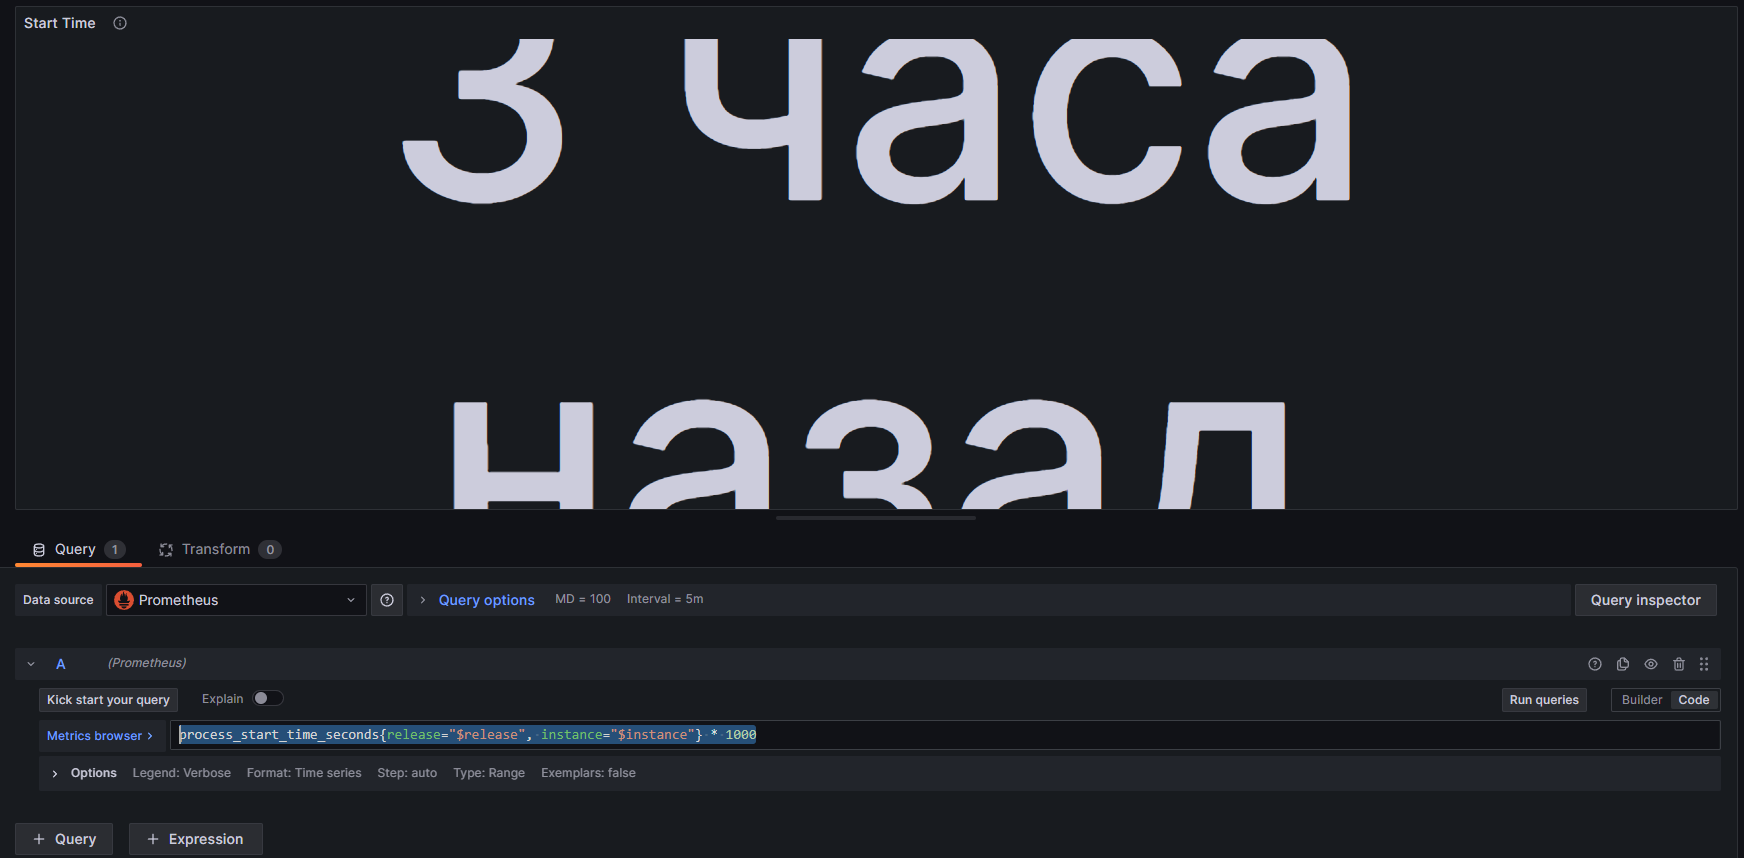 Start Time
3 часа
назад
Query 1 Transform 0
Data source Prometheus Query options MD = 100 Interval = 5m Query inspector
A (Prometheus)
Kick start your query Explain Run queries Builder Code
Metrics browser > process_start_time_seconds{release="$release", instance="$instance"} * 1000
Options Legend: Verbose Format: Time series Step: auto Type: Range Exemplars: false
+ Query + Expression